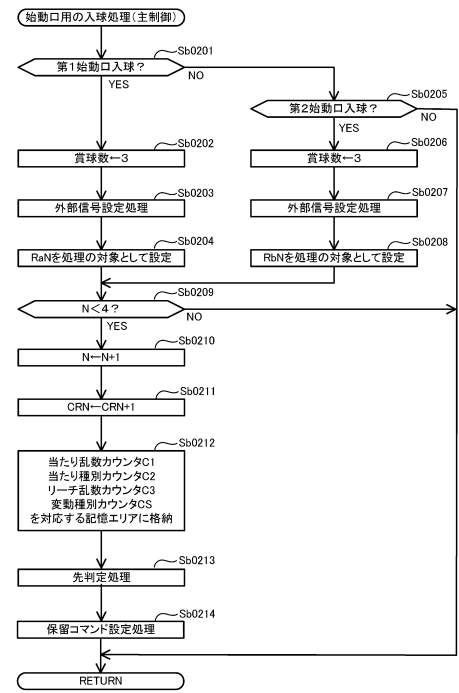 始動口用の入球処理(主制御)
Sb0201
第1始動口入球?
NO
YES
Sb0205
第2始動口入球?
NO
YES
Sb0202
賞球数←3
Sb0206
賞球数←3
Sb0203
外部信号設定処理
Sb0207
外部信号設定処理
Sb0204
RaNを処理の対象として設定
Sb0208
RbNを処理の対象として設定
Sb0209
N<4?
NO
YES
Sb0210
N←N+1
Sb0211
CRN←CRN+1
Sb0212
当たり乱数カウンタC1
当たり種別カウンタC2
リーチ乱数カウンタC3
変動種別カウンタCS
を対応する記憶エリアに格納
Sb0213
先判定処理
Sb0214
保留コマンド設定処理
RETURN